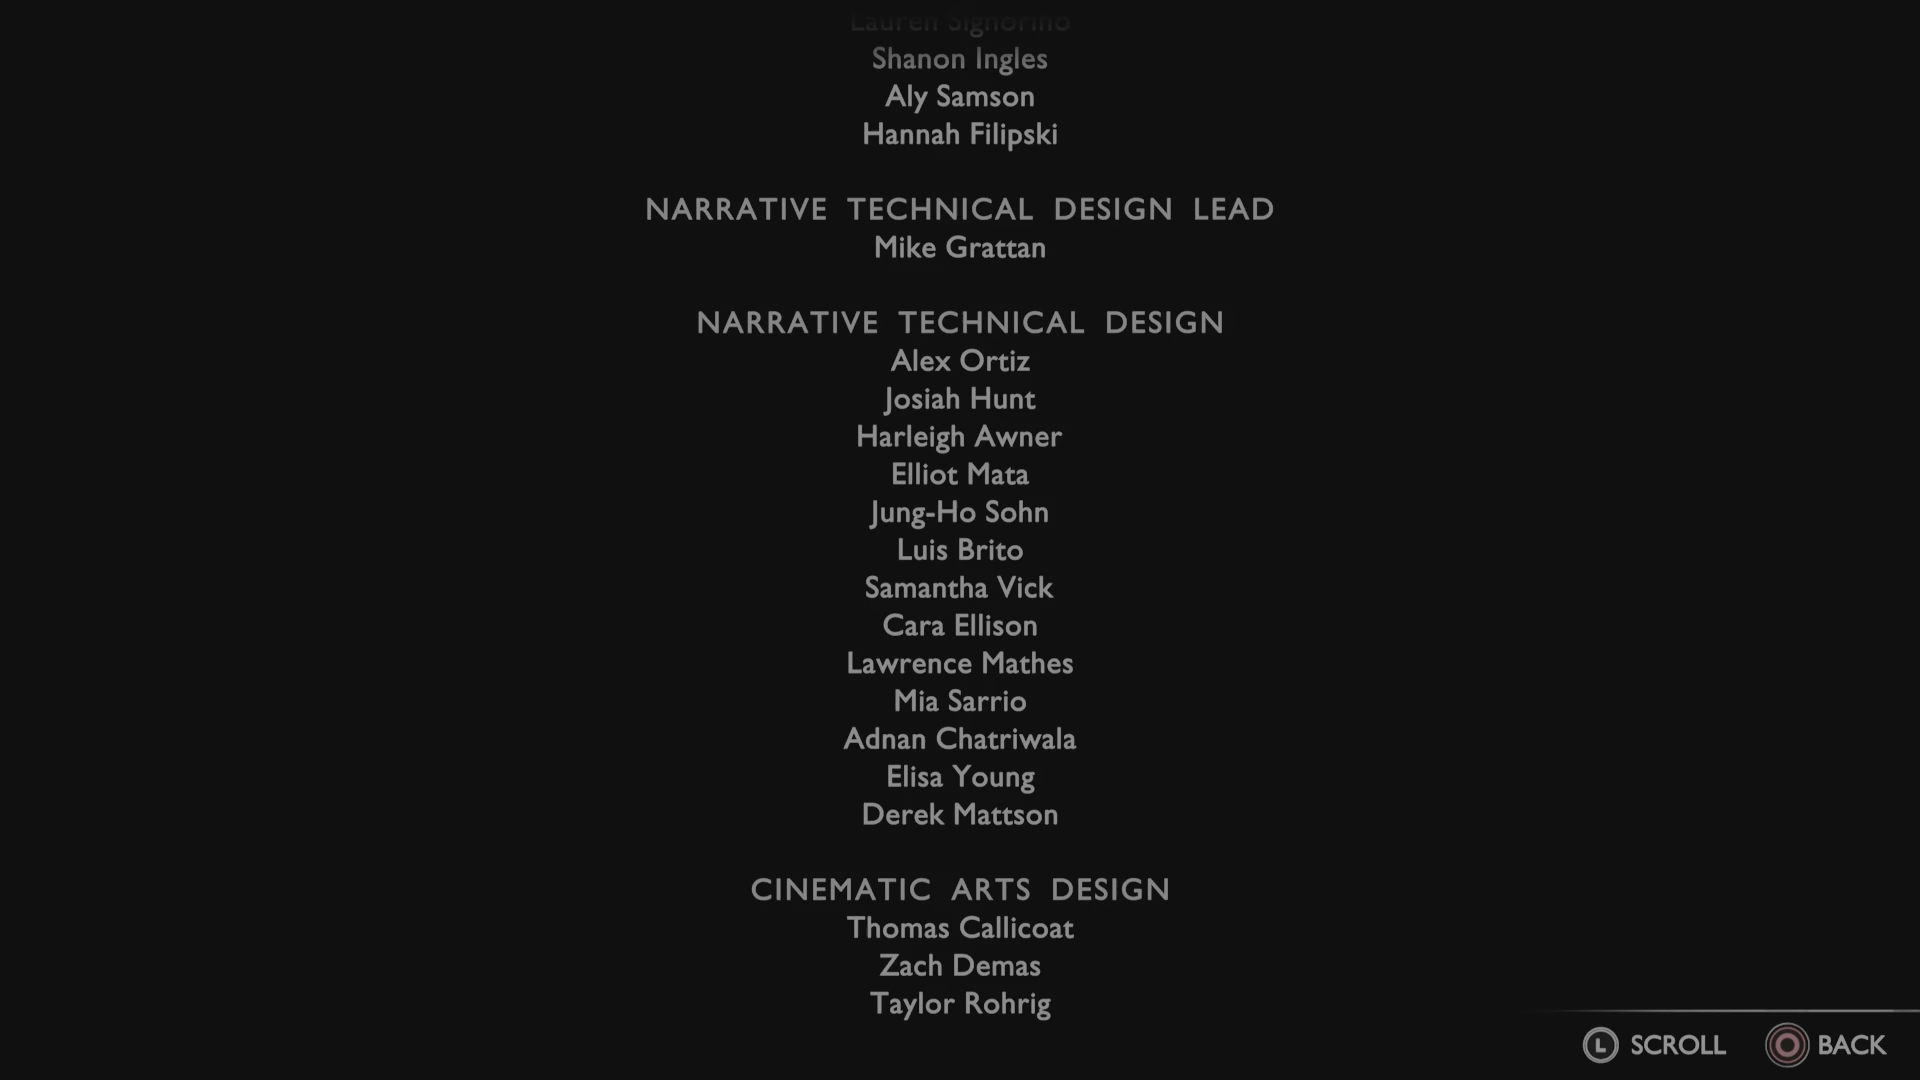 Lauren Signorino
Shanon Ingles
Aly Samson
Hannah Filipski
NARRATIVE TECHNICAL DESIGN LEAD
Mike Grattan
NARRATIVE TECHNICAL DESIGN
Alex Ortiz
Josiah Hunt
Harleigh Awner
Elliot Mata
Jung-Ho Sohn
Luis Brito
Samantha Vick
Cara Ellison
Lawrence Mathes
Mia Sarrio
Adnan Chatriwala
Elisa Young
Derek Mattson
CINEMATIC ARTS DESIGN
Thomas Callicoat
Zach Demas
Taylor Rohrig
L SCROLL BACK